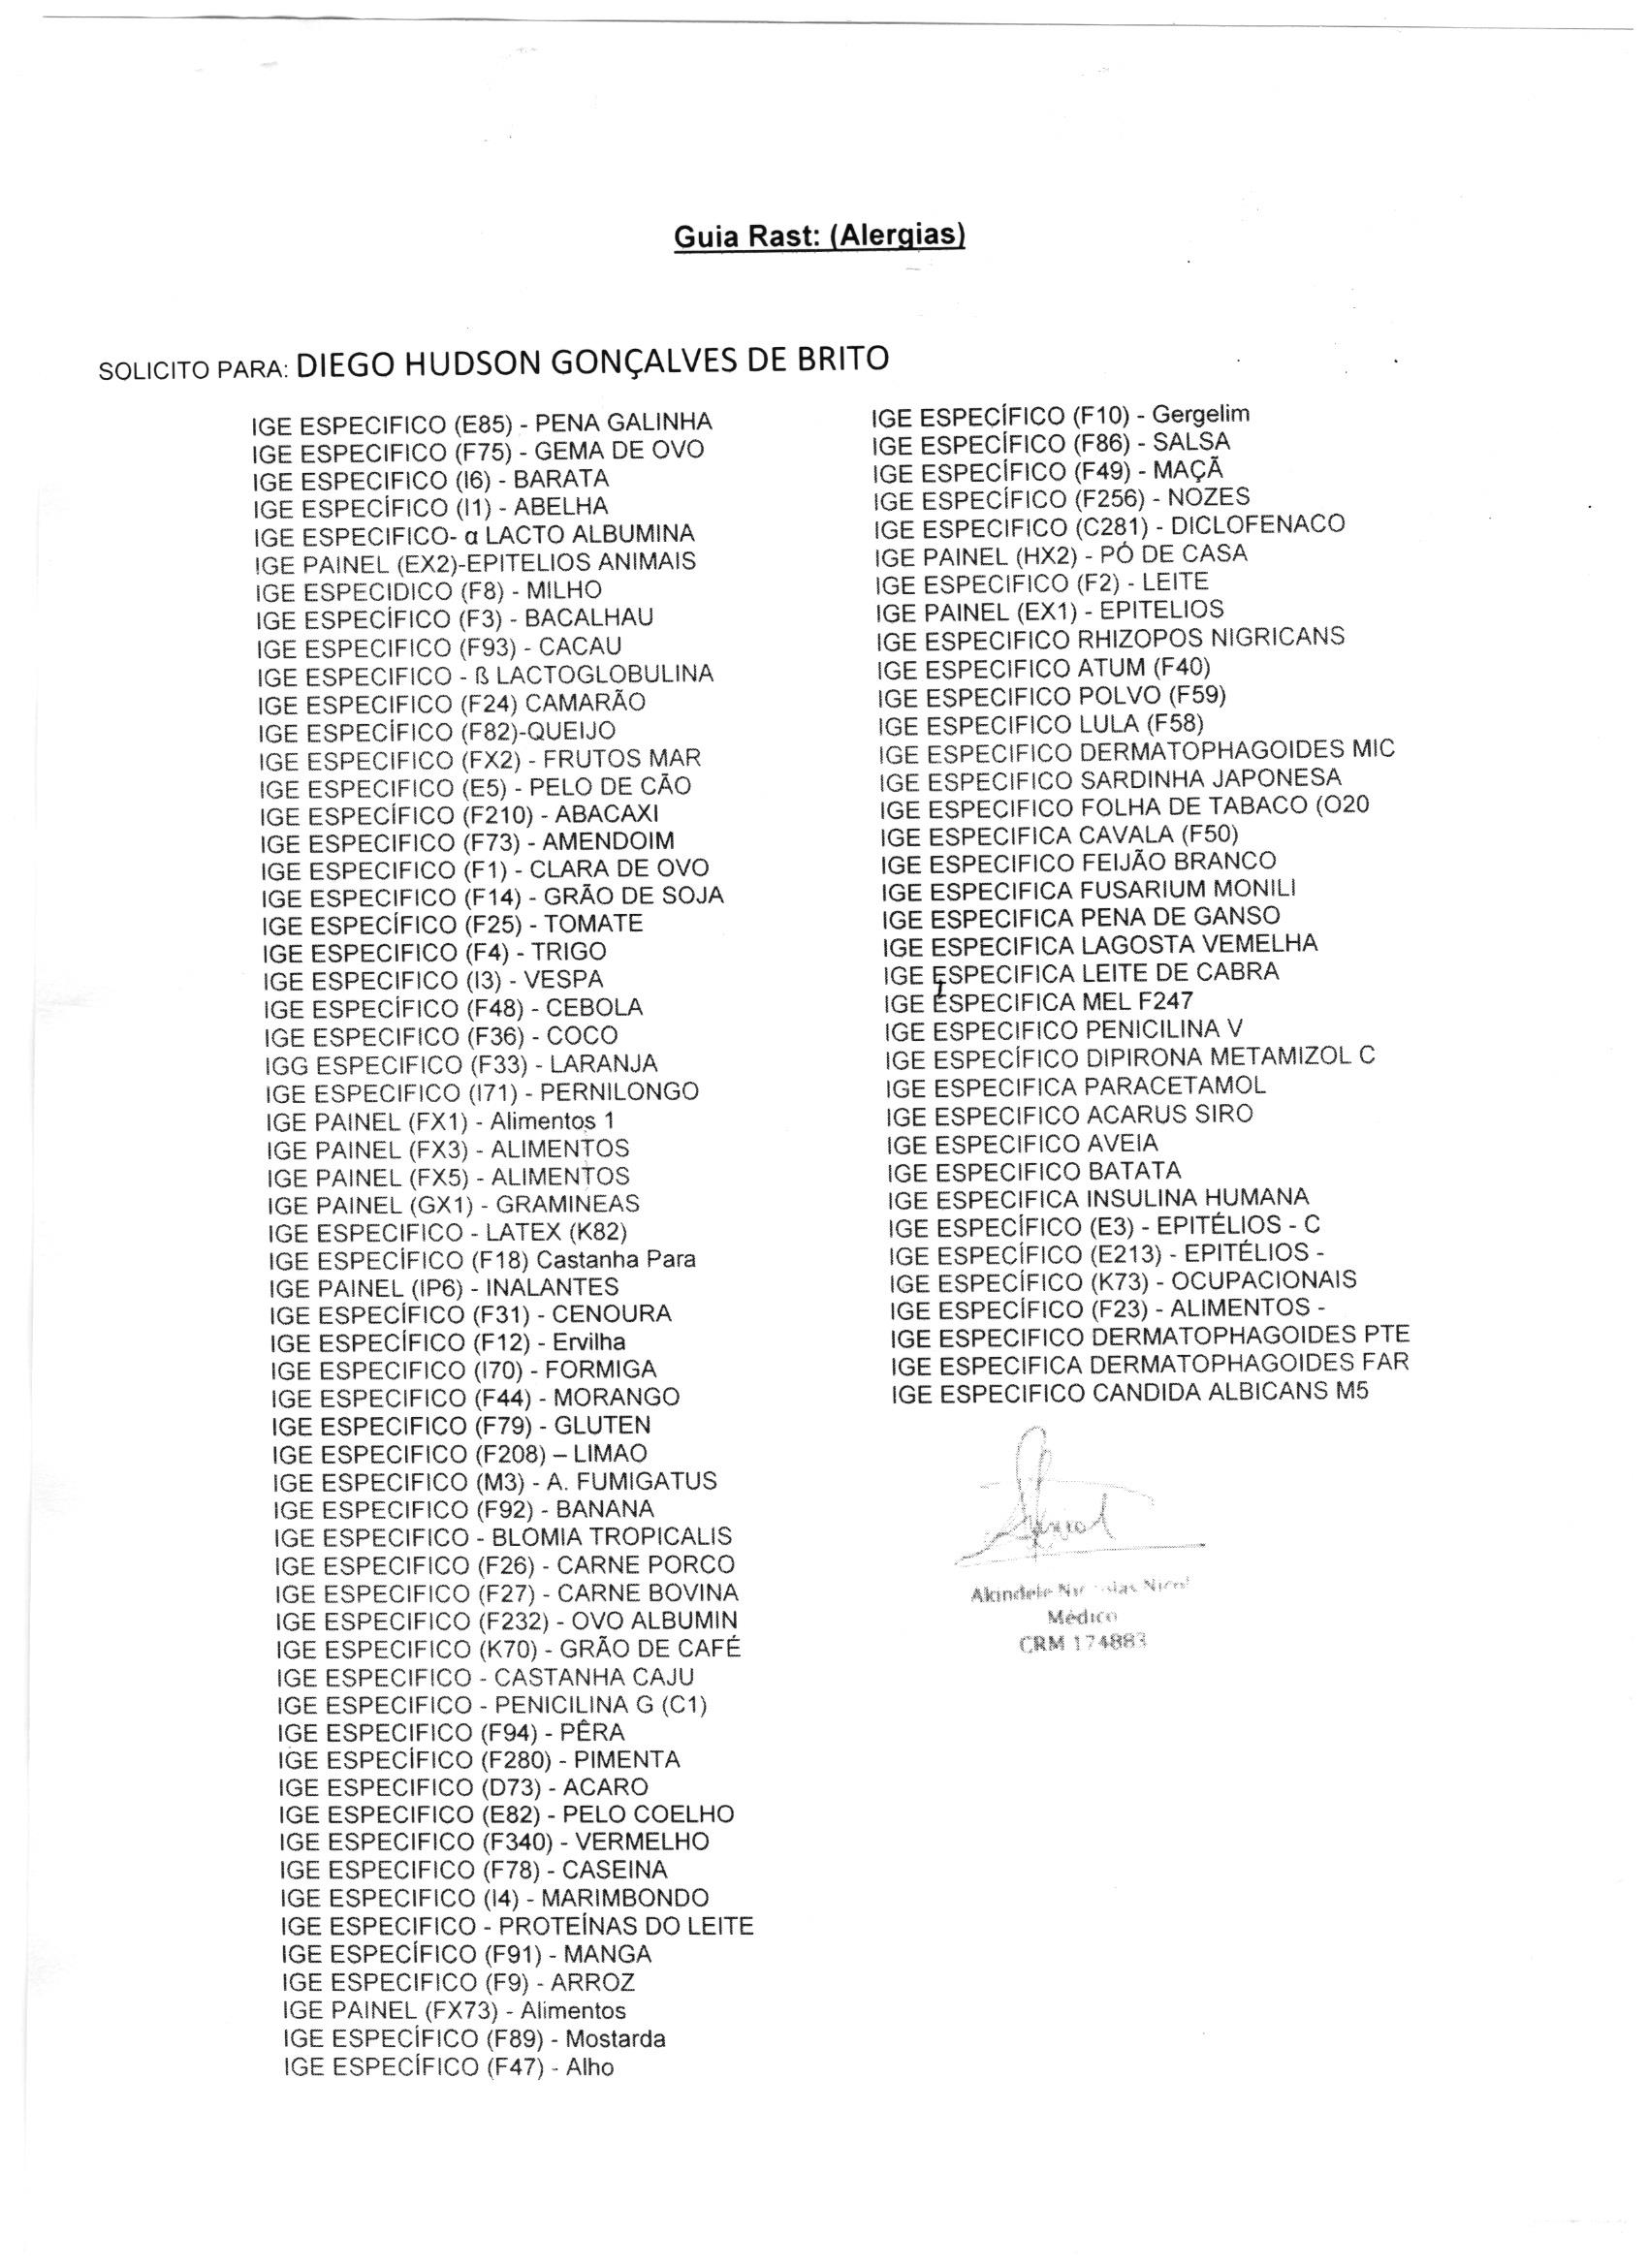 Guia Rast: (Alergias)
SOLICITO PARA: DIEGO HUDSON GONÇALVES DE BRITO
IGE ESPECIFICO (E85) - PENA GALINHA
IGE ESPECIFICO (F75) - GEMA DE OVO
IGE ESPECIFICO (I6) - BARATA
IGE ESPECÍFICO (I1) - ABELHA
IGE ESPECIFICO- α LACTO ALBUMINA
IGE PAINEL (EX2)-EPITELIOS ANIMAIS
IGE ESPECIDICO (F8) - MILHO
IGE ESPECÍFICO (F3) - BACALHAU
IGE ESPECIFICO (F93) - CACAU
IGE ESPECIFICO - ß LACTOGLOBULINA
IGE ESPECIFICO (F24) CAMARÃO
IGE ESPECÍFICO (F82)-QUEIJO
IGE ESPECIFICO (FX2) - FRUTOS MAR
IGE ESPECIFICO (E5) - PELO DE CÃO
IGE ESPECÍFICO (F210) - ABACAXI
IGE ESPECIFICO (F73) - AMENDOIM
IGE ESPECIFICO (F1) - CLARA DE OVO
IGE ESPECIFICO (F14) - GRÃO DE SOJA
IGE ESPECÍFICO (F25) - TOMATE
IGE ESPECIFICO (F4) - TRIGO
IGE ESPECIFICO (I3) - VESPA
IGE ESPECÍFICO (F48) - CEBOLA
IGE ESPECIFICO (F36) - COCO
IGG ESPECIFICO (F33) - LARANJA
IGE ESPECIFICO (I71) - PERNILONGO
IGE PAINEL (FX1) - Alimentos 1
IGE PAINEL (FX3) - ALIMENTOS
IGE PAINEL (FX5) - ALIMENTOS
IGE PAINEL (GX1) - GRAMINEAS
IGE ESPECIFICO - LATEX (K82)
IGE ESPECÍFICO (F18) Castanha Para
IGE PAINEL (IP6) - INALANTES
IGE ESPECÍFICO (F31) - CENOURA
IGE ESPECÍFICO (F12) - Ervilha
IGE ESPECIFICO (I70) - FORMIGA
IGE ESPECIFICO (F44) - MORANGO
IGE ESPECIFICO (F79) - GLUTEN
IGE ESPECIFICO (F208) – LIMAO
IGE ESPECIFICO (M3) - A. FUMIGATUS
IGE ESPECIFICO (F92) - BANANA
IGE ESPECIFICO - BLOMIA TROPICALIS
IGE ESPECIFICO (F26) - CARNE PORCO
IGE ESPECIFICO (F27) - CARNE BOVINA
IGE ESPECIFICO (F232) - OVO ALBUMIN
IGE ESPECIFICO (K70) - GRÃO DE CAFÉ
IGE ESPECIFICO - CASTANHA CAJU
IGE ESPECIFICO - PENICILINA G (C1)
IGE ESPECIFICO (F94) - PÊRA
IGE ESPECÍFICO (F280) - PIMENTA
IGE ESPECIFICO (D73) - ACARO
IGE ESPECIFICO (E82) - PELO COELHO
IGE ESPECIFICO (F340) - VERMELHO
IGE ESPECIFICO (F78) - CASEINA
IGE ESPECIFICO (I4) - MARIMBONDO
IGE ESPECIFICO - PROTEÍNAS DO LEITE
IGE ESPECÍFICO (F91) - MANGA
IGE ESPECIFICO (F9) - ARROZ
IGE PAINEL (FX73) - Alimentos
IGE ESPECÍFICO (F89) - Mostarda
IGE ESPECÍFICO (F47) - Alho
IGE ESPECÍFICO (F10) - Gergelim
IGE ESPECÍFICO (F86) - SALSA
IGE ESPECÍFICO (F49) - MAÇÃ
IGE ESPECÍFICO (F256) - NOZES
IGE ESPECIFICO (C281) - DICLOFENACO
IGE PAINEL (HX2) - PÓ DE CASA
IGE ESPECIFICO (F2) - LEITE
IGE PAINEL (EX1) - EPITELIOS
IGE ESPECIFICO RHIZOPOS NIGRICANS
IGE ESPECIFICO ATUM (F40)
IGE ESPECIFICO POLVO (F59)
IGE ESPECIFICO LULA (F58)
IGE ESPECIFICO DERMATOPHAGOIDES MIC
IGE ESPECIFICO SARDINHA JAPONESA
IGE ESPECIFICO FOLHA DE TABACO (O20
IGE ESPECIFICA CAVALA (F50)
IGE ESPECIFICO FEIJÃO BRANCO
IGE ESPECIFICA FUSARIUM MONILI
IGE ESPECIFICA PENA DE GANSO
IGE ESPECIFICA LAGOSTA VEMELHA
IGE ESPECIFICA LEITE DE CABRA
IGE ESPECIFICA MEL F247
IGE ESPECIFICO PENICILINA V
IGE ESPECÍFICO DIPIRONA METAMIZOL C
IGE ESPECIFICA PARACETAMOL
IGE ESPECIFICO ACARUS SIRO
IGE ESPECIFICO AVEIA
IGE ESPECIFICO BATATA
IGE ESPECIFICA INSULINA HUMANA
IGE ESPECÍFICO (E3) - EPITÉLIOS - C
IGE ESPECÍFICO (E213) - EPITÉLIOS -
IGE ESPECÍFICO (K73) - OCUPACIONAIS
IGE ESPECÍFICO (F23) - ALIMENTOS -
IGE ESPECIFICO DERMATOPHAGOIDES PTE
IGE ESPECIFICA DERMATOPHAGOIDES FAR
IGE ESPECIFICO CANDIDA ALBICANS M5
Akindele
Médico
CRM 174883